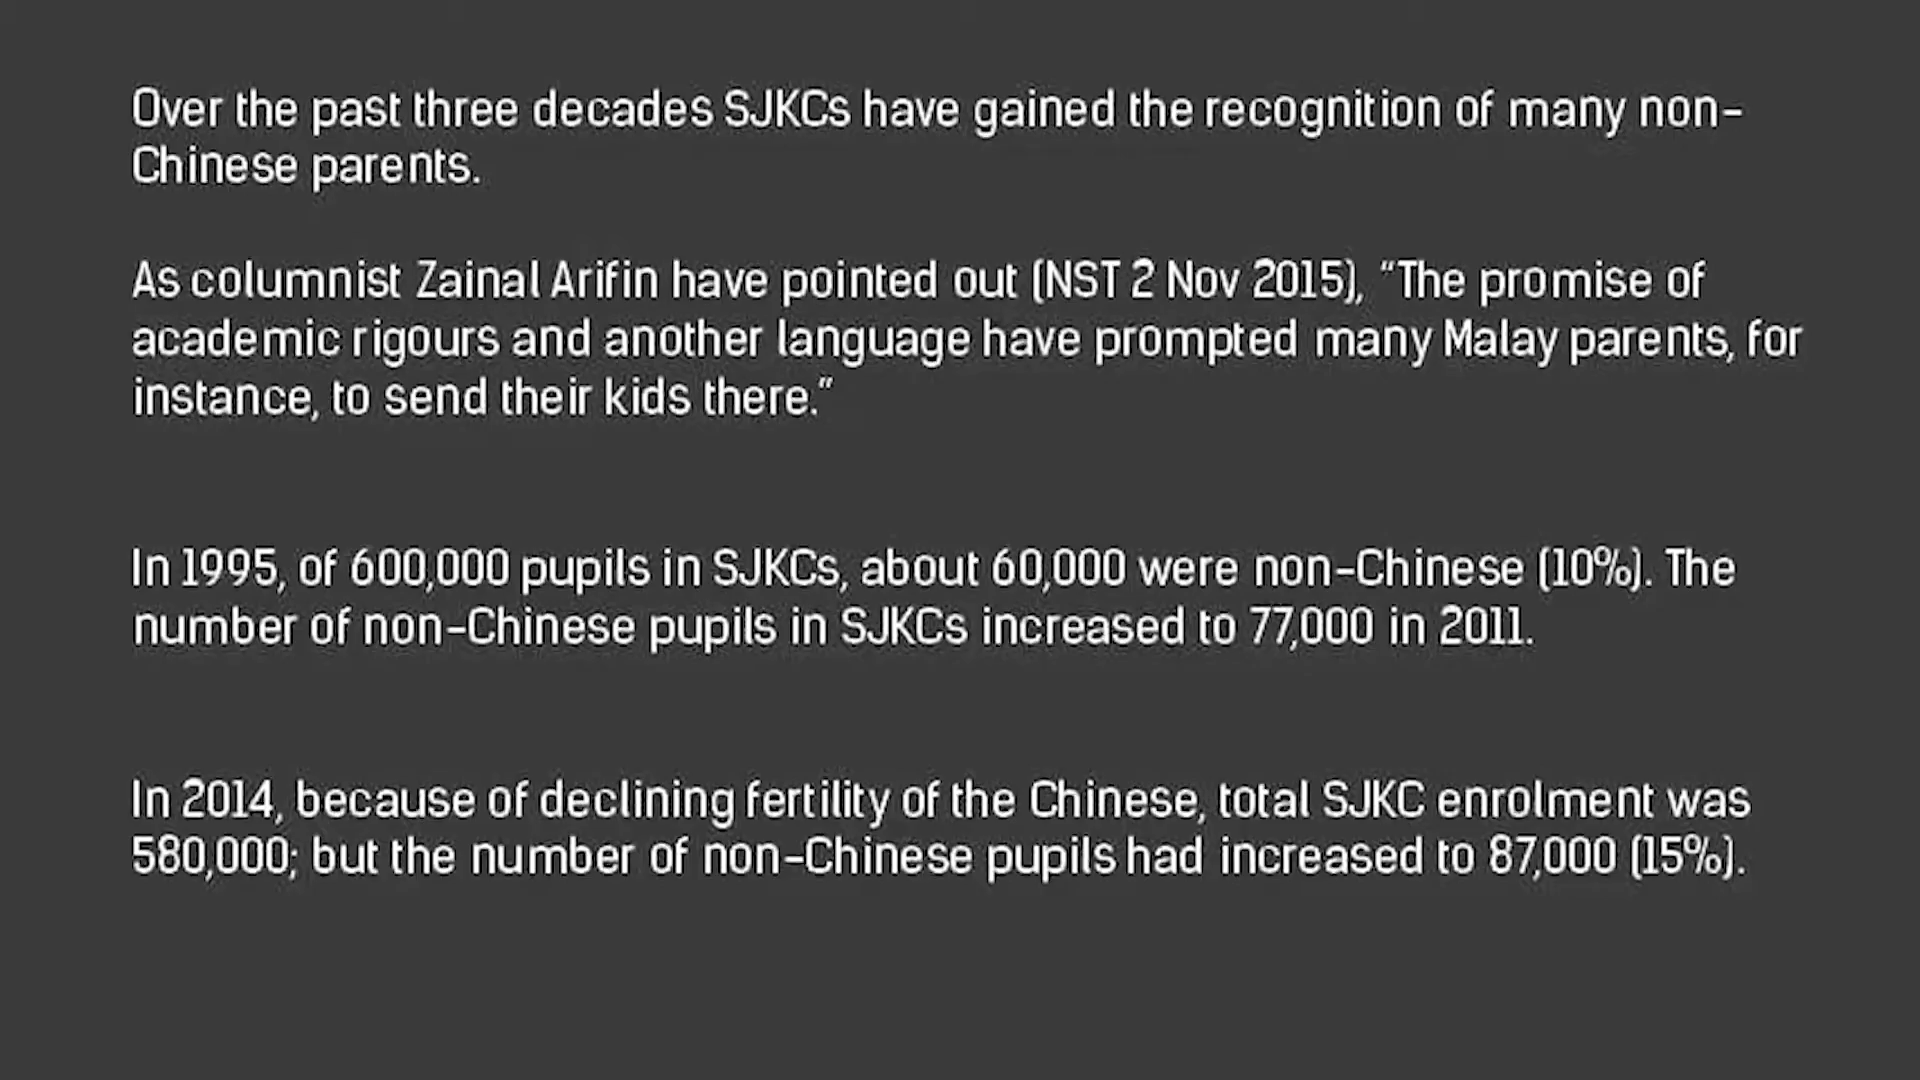 Over the past three decades SJKCs have gained the recognition of many non-
Chinese parents.
As columnist Zainal Arifin have pointed out (NST 2 Nov 2015), “The promise of
academic rigours and another language have prompted many Malay parents, for
instance, to send their kids there.”
In 1995, of 600,000 pupils in SJKCs, about 60,000 were non-Chinese (10%). The
number of non-Chinese pupils in SJKCs increased to 77,000 in 2011.
In 2014, because of declining fertility of the Chinese, total SJKC enrolment was
580,000; but the number of non-Chinese pupils had increased to 87,000 (15%).